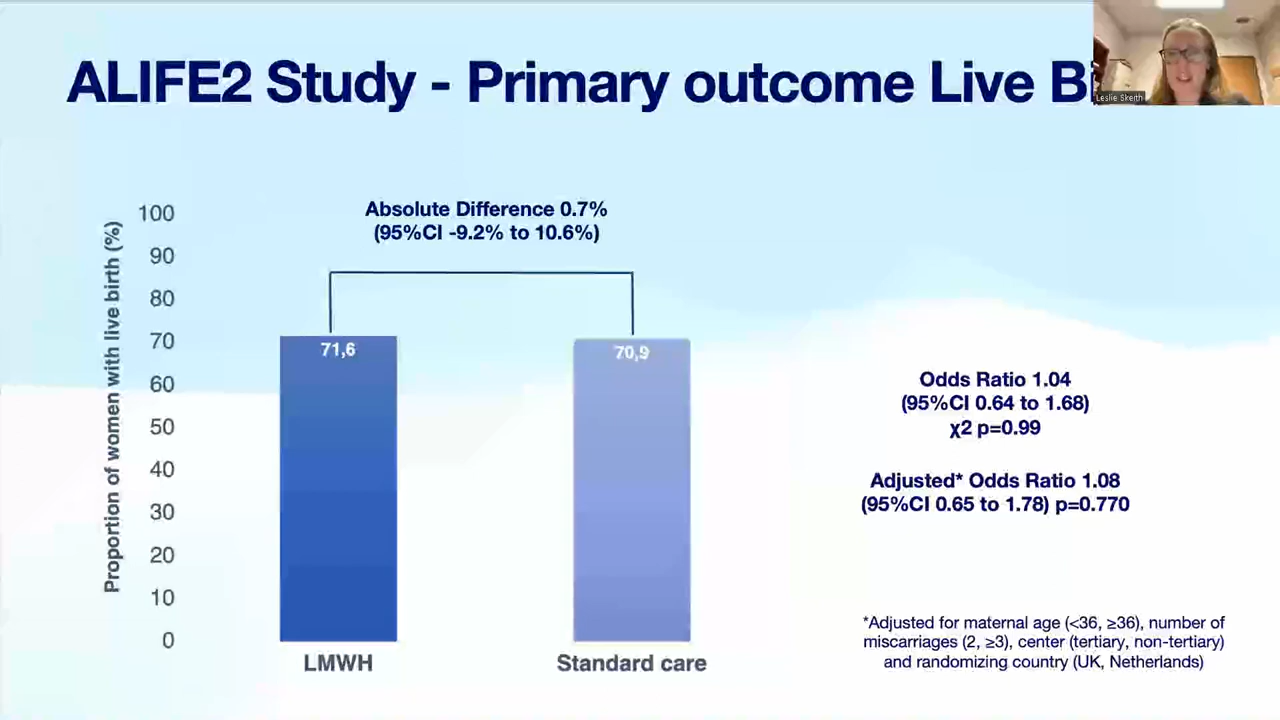 ALIFE2 Study - Primary outcome Live Bi
Leslie Skeith
Absolute Difference 0.7%
(95%CI -9.2% to 10.6%)
Proportion of women with live birth (%)
100
90
80
70
60
50
40
30
20
10
0
71,6
70,9
LMWH
Standard care
Odds Ratio 1.04
(95%CI 0.64 to 1.68)
χ2 p=0.99
Adjusted* Odds Ratio 1.08
(95%CI 0.65 to 1.78) p=0.770
*Adjusted for maternal age (<36, ≥36), number of
miscarriages (2, ≥3), center (tertiary, non-tertiary)
and randomizing country (UK, Netherlands)